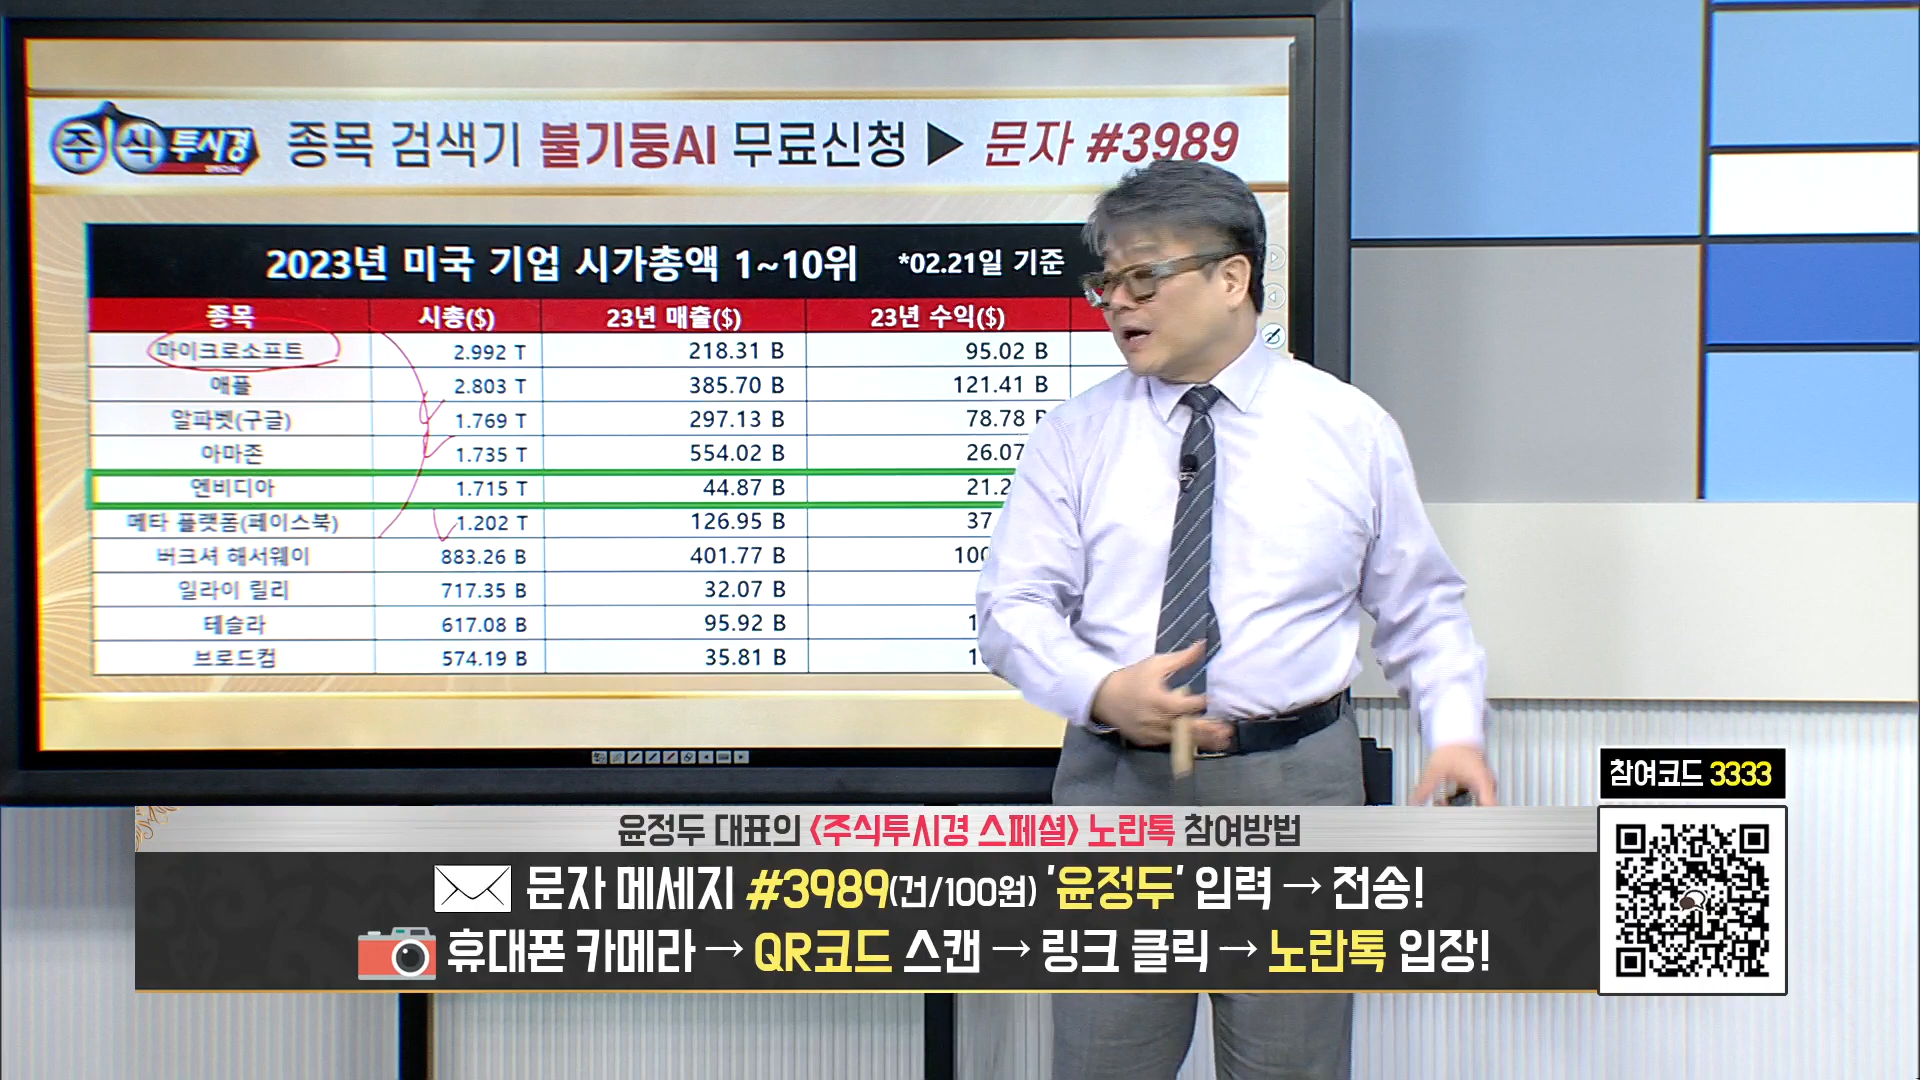 주식투시경 SPECIAL 종목 검색기 불기둥AI 무료신청 ▶ 문자 #3989
2023년 미국 기업 시가총액 1~10위 *02.21일 기준
종목 시총($) 23년 매출($) 23년 수익($)
마이크로소프트 2.992 T 218.31 B 95.02 B
애플 2.803 T 385.70 B 121.41 B
알파벳(구글) 1.769 T 297.13 B 78.78
아마존 1.735 T 554.02 B 26.07
엔비디아 1.715 T 44.87 B 21.2
메타 플랫폼(페이스북) 1.202 T 126.95 B 37
버크셔 해서웨이 883.26 B 401.77 B 100
일라이 릴리 717.35 B 32.07 B
테슬라 617.08 B 95.92 B 1
브로드컴 574.19 B 35.81 B
참여코드 3333
윤정두 대표의 <주식투시경 스페셜> 노란톡 참여방법
문자 메세지 #3989(건/100원) '윤정두' 입력 → 전송!
휴대폰 카메라 → QR코드 스캔 → 링크 클릭 → 노란톡 입장!